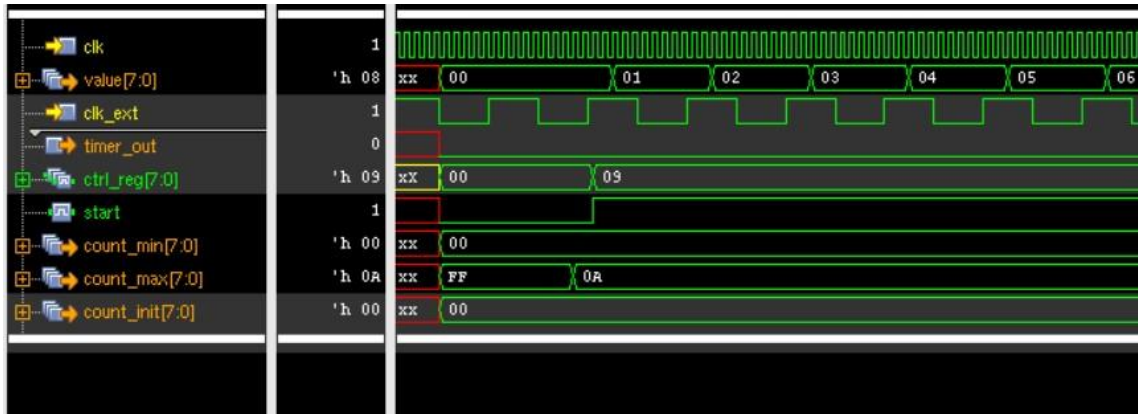 clk 1
value[7:0] 'h 08 xx 00 01 02 03 04 05 06
clk_ext 1
timer_out 0
ctrl_reg[7:0] 'h 09 xx 00 09
start 1
count_min[7:0] 'h 00 xx 00
count_max[7:0] 'h 0A xx FF 0A
count_init[7:0] 'h 00 xx 00